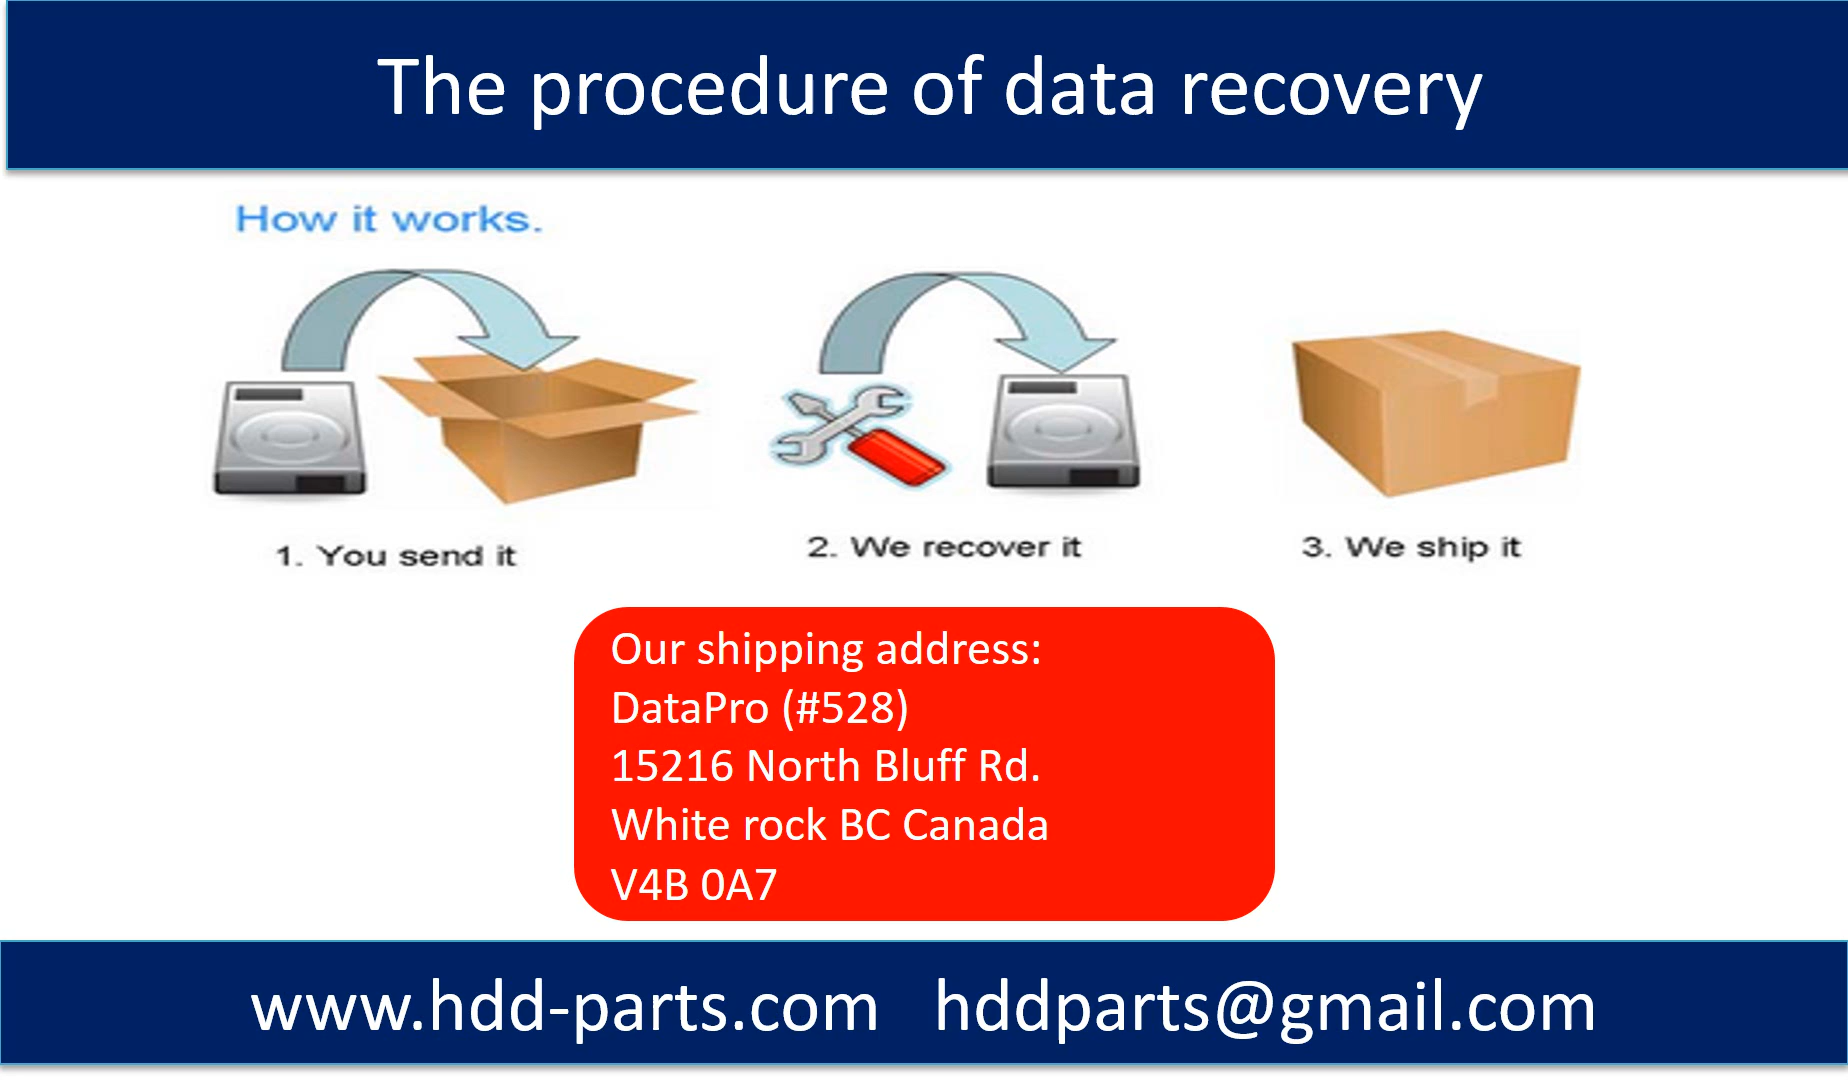 The procedure of data recovery
How it works.
1. You send it
2. We recover it
3. We ship it
Our shipping address:
DataPro (#528)
15216 North Bluff Rd.
White rock BC Canada
V4B 0A7
www.hdd-parts.com hddparts@gmail.com